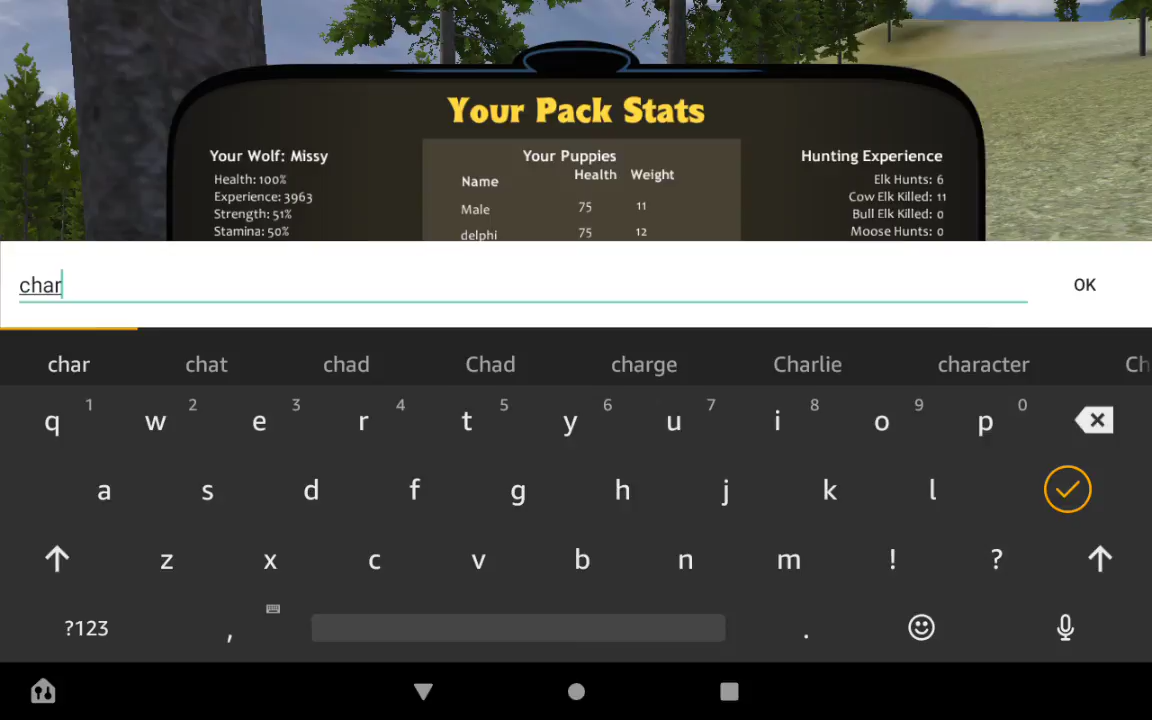 Your Pack Stats
Your Wolf: Missy
Health: 100%
Experience: 3963
Strength: 51%
Stamina: 50%
Your Puppies
Name Health Weight
Male 75 11
delphi 75 12
Hunting Experience
Elk Hunts: 6
Cow Elk Killed: 11
Bull Elk Killed: 0
Moose Hunts: 0
char
OK
char chat chad Chad charge Charlie character Ch
1 2 3 4 5 6 7 8 9 0
q w e r t y u i o p
a s d f g h j k l
z x c v b n m ! ?
?123 , .